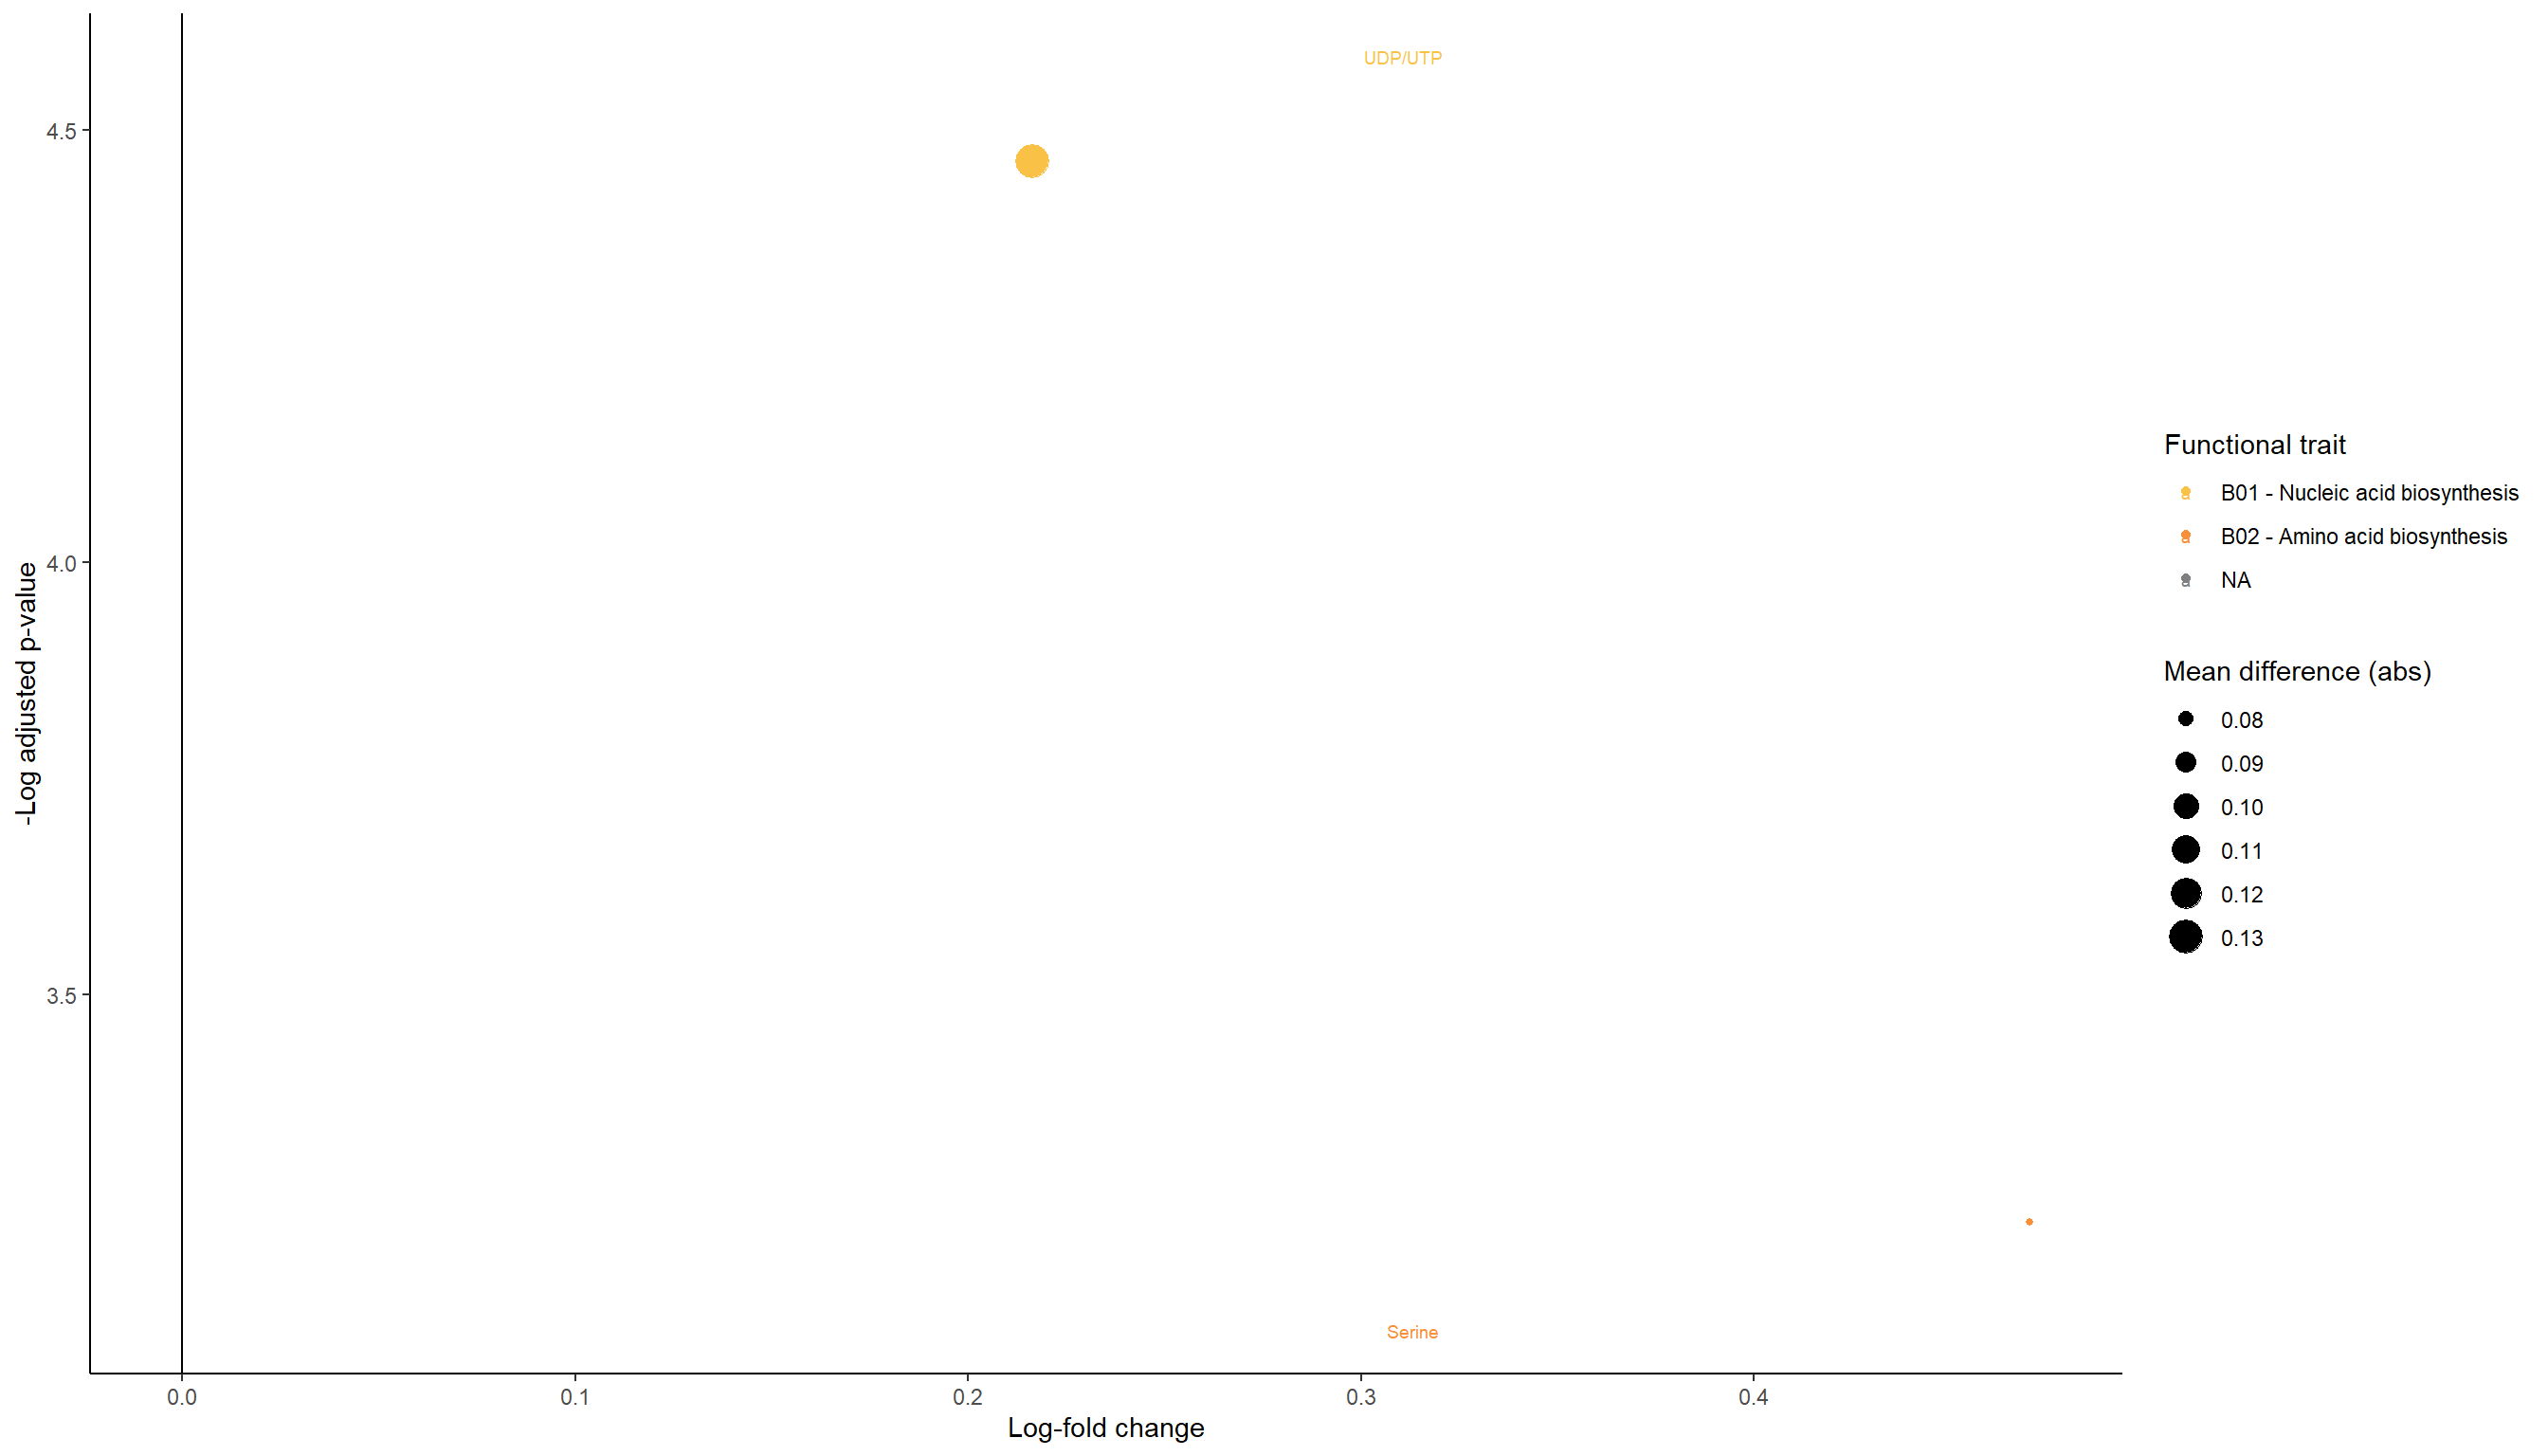 UDP/UTP
4.5
4.0
3.5
-Log adjusted p-value
Serine
0.0 0.1 0.2 0.3 0.4
Log-fold change
Functional trait
a B01 - Nucleic acid biosynthesis
a B02 - Amino acid biosynthesis
a NA
Mean difference (abs)
0.08
0.09
0.10
0.11
0.12
0.13